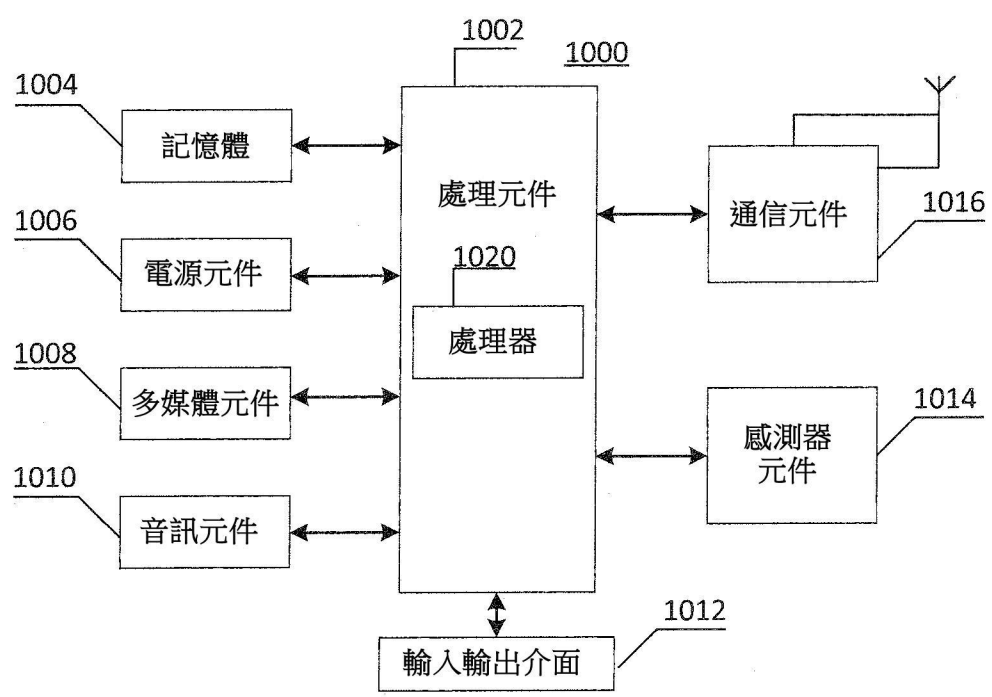 1002
1000
1004
記憶體
處理元件
通信元件
1016
1006
電源元件
1020
處理器
1008
多媒體元件
1014
感測器
元件
1010
音訊元件
1012
輸入輸出介面